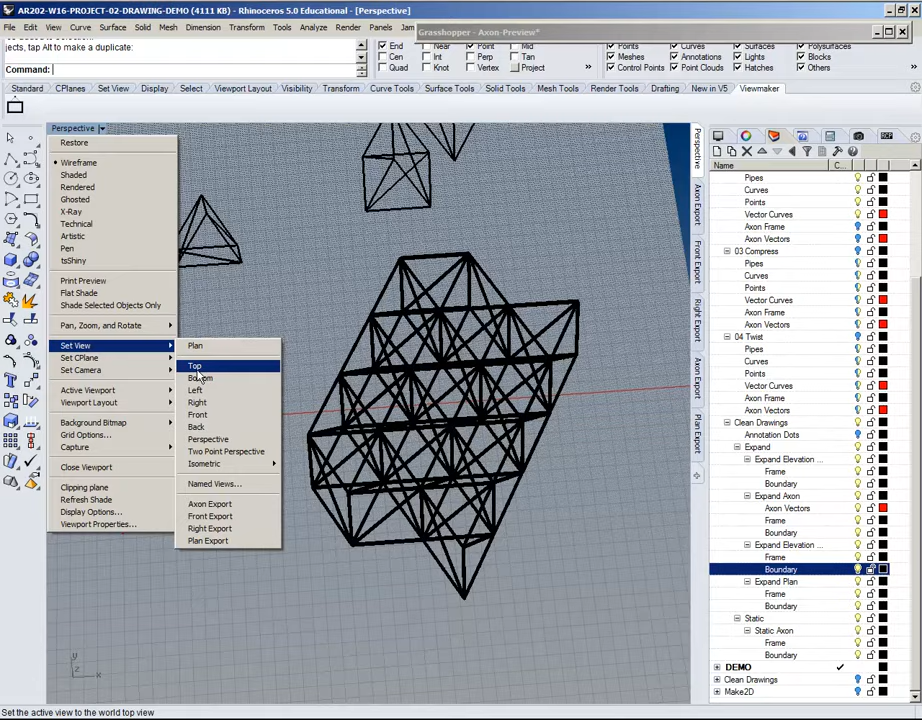 AR202-W16-PROJECT-02-DRAWING-DEMO (4111 KB) - Rhinoceros 5.0 Educational - [Perspective]
File Edit View Curve Surface Solid Mesh Dimension Transform Tools Analyze Render Panels Jam
Grasshopper - Axon-Preview*
jects, tap Alt to make a duplicate:
Command:
End Near Point Mid
Cen Int Perp Tan
Quad Knot Vertex Project »
Points Curves Surfaces Polysurfaces
Meshes Annotations Lights Blocks
Control Points Point Clouds Hatches Others
Standard CPlanes Set View Display Select Viewport Layout Visibility Transform Curve Tools Surface Tools Solid Tools Mesh Tools Render Tools Drafting New in V5 Viewmaker
Perspective
Restore
Wireframe
Shaded
Rendered
Ghosted
X-Ray
Technical
Artistic
Pen
tsShiny
Print Preview
Flat Shade
Shade Selected Objects Only
Pan, Zoom, and Rotate
Set View
Set CPlane
Set Camera
Active Viewport
Viewport Layout
Background Bitmap
Grid Options...
Capture
Close Viewport
Clipping plane
Refresh Shade
Display Options...
Viewport Properties...
Plan
Top
Bottom
Left
Right
Front
Back
Perspective
Two Point Perspective
Isometric
Named Views...
Axon Export
Front Export
Right Export
Plan Export
y
z x
Perspective
Axon Export
Front Export
Right Export
Axon Export
Plan Export
Name C...
Pipes
Curves
Points
Vector Curves
Axon Frame
Axon Vectors
03 Compress
Pipes
Curves
Points
Vector Curves
Axon Frame
Axon Vectors
04 Twist
Pipes
Curves
Points
Vector Curves
Axon Frame
Axon Vectors
Clean Drawings
Annotation Dots
Expand
Expand Elevation ...
Frame
Boundary
Expand Axon
Axon Vectors
Frame
Boundary
Expand Elevation ...
Frame
Boundary
Expand Plan
Frame
Boundary
Static
Static Axon
Frame
Boundary
DEMO
Clean Drawings
Make2D
Set the active view to the world top view